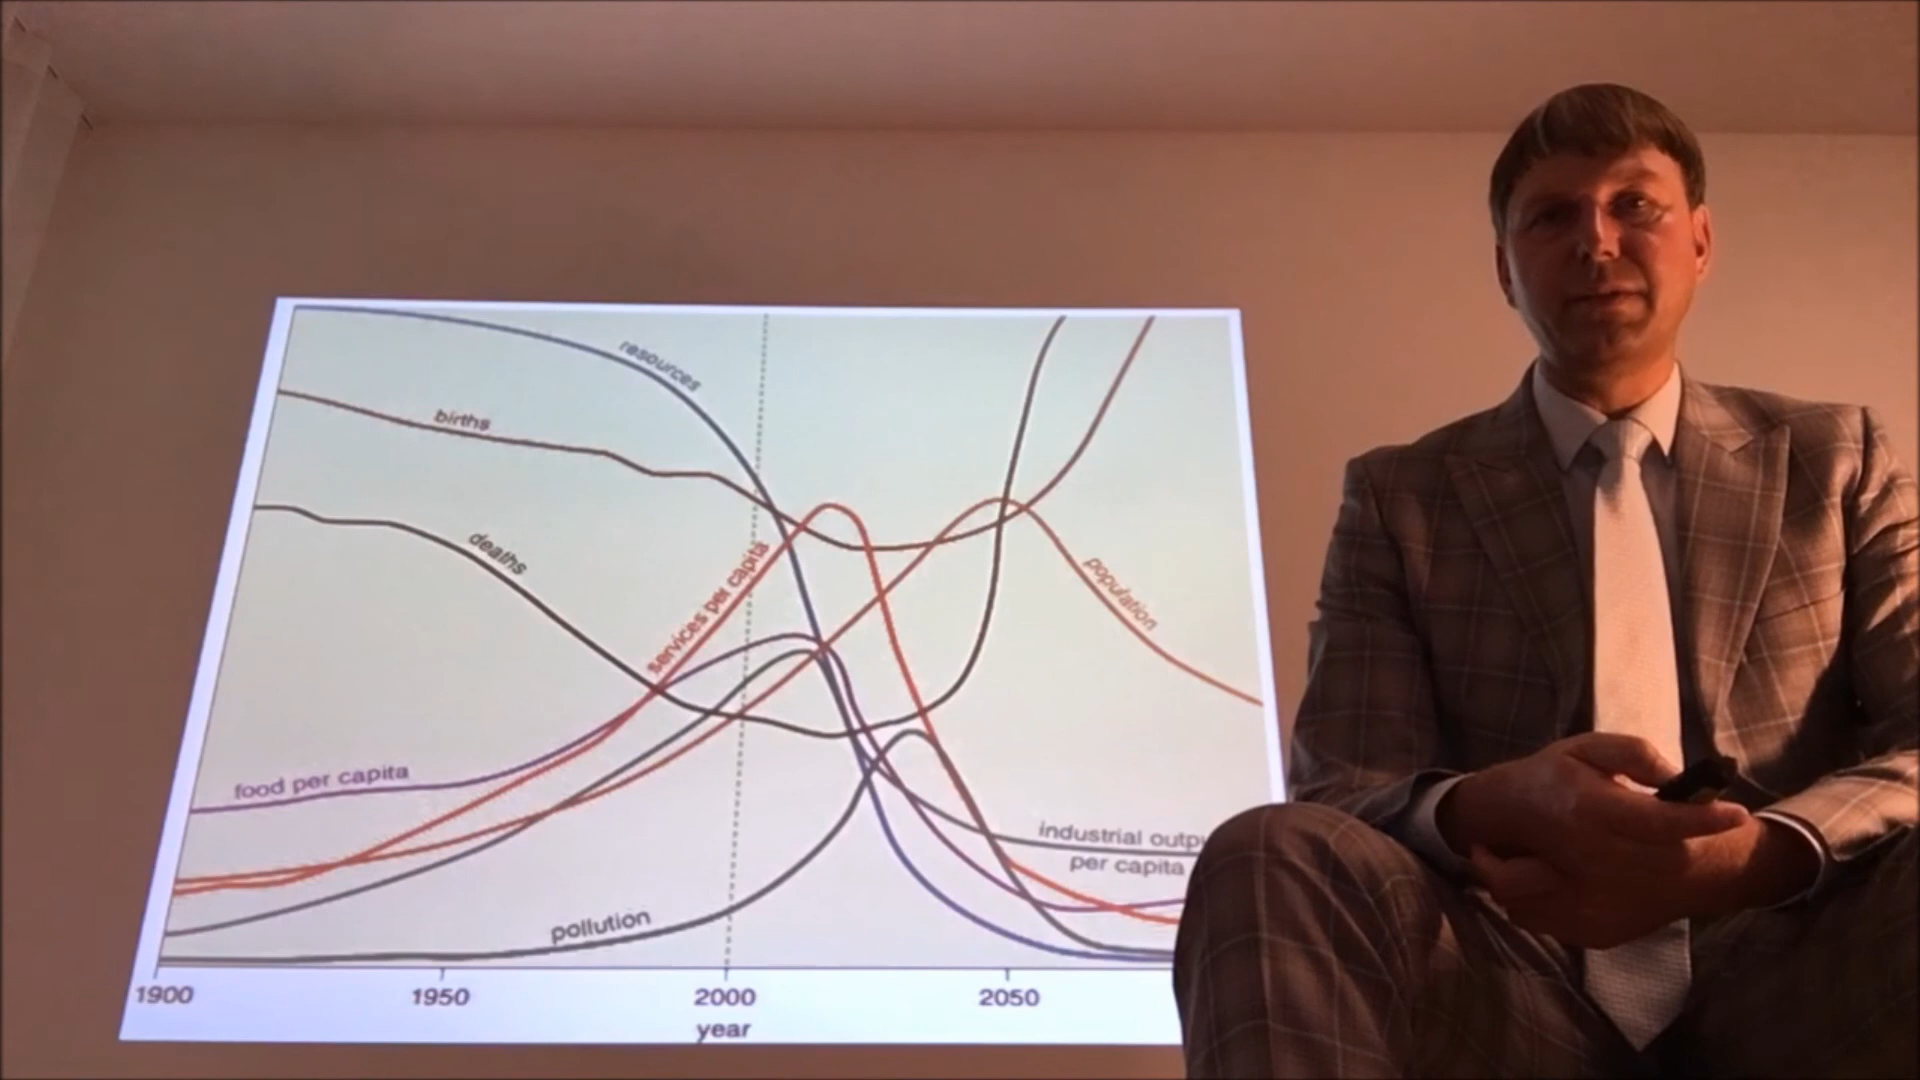 resources
births
deaths
services per capita
population
food per capita
industrial outpu
per capita
pollution
1900
1950
2000
2050
year